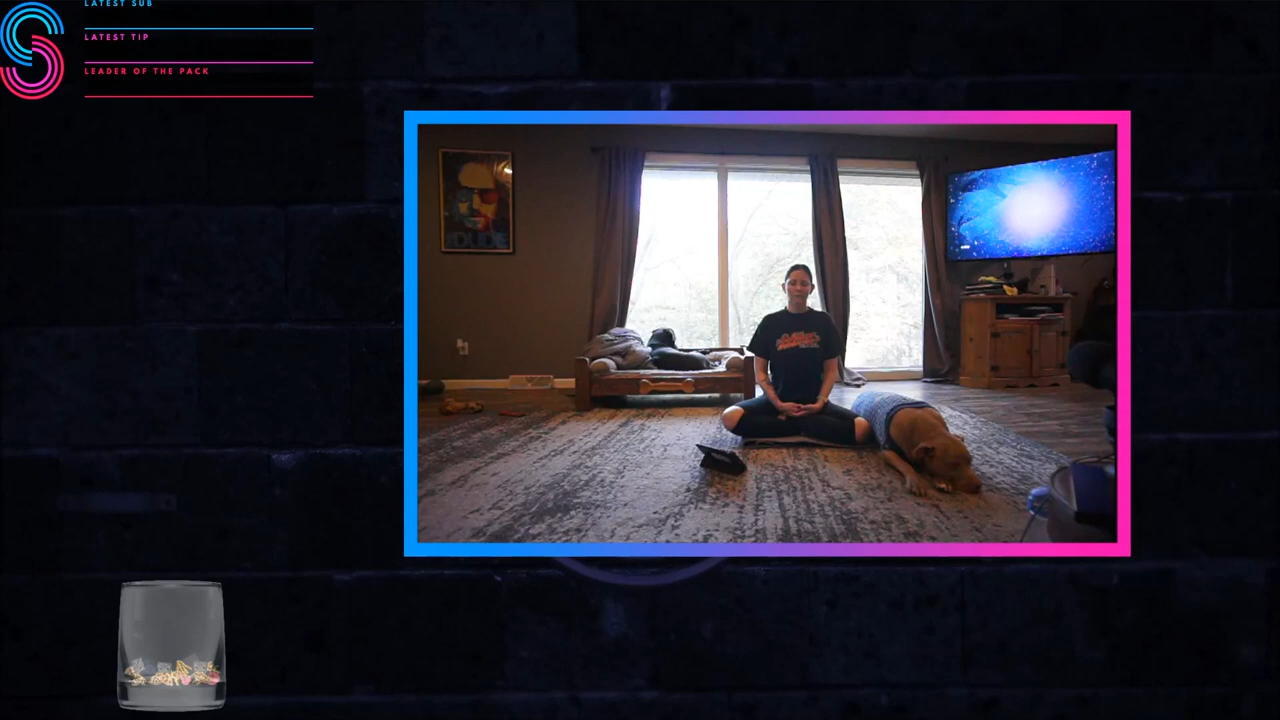 LATEST SUB
LATEST TIP
LEADER OF THE PACK
DUDE